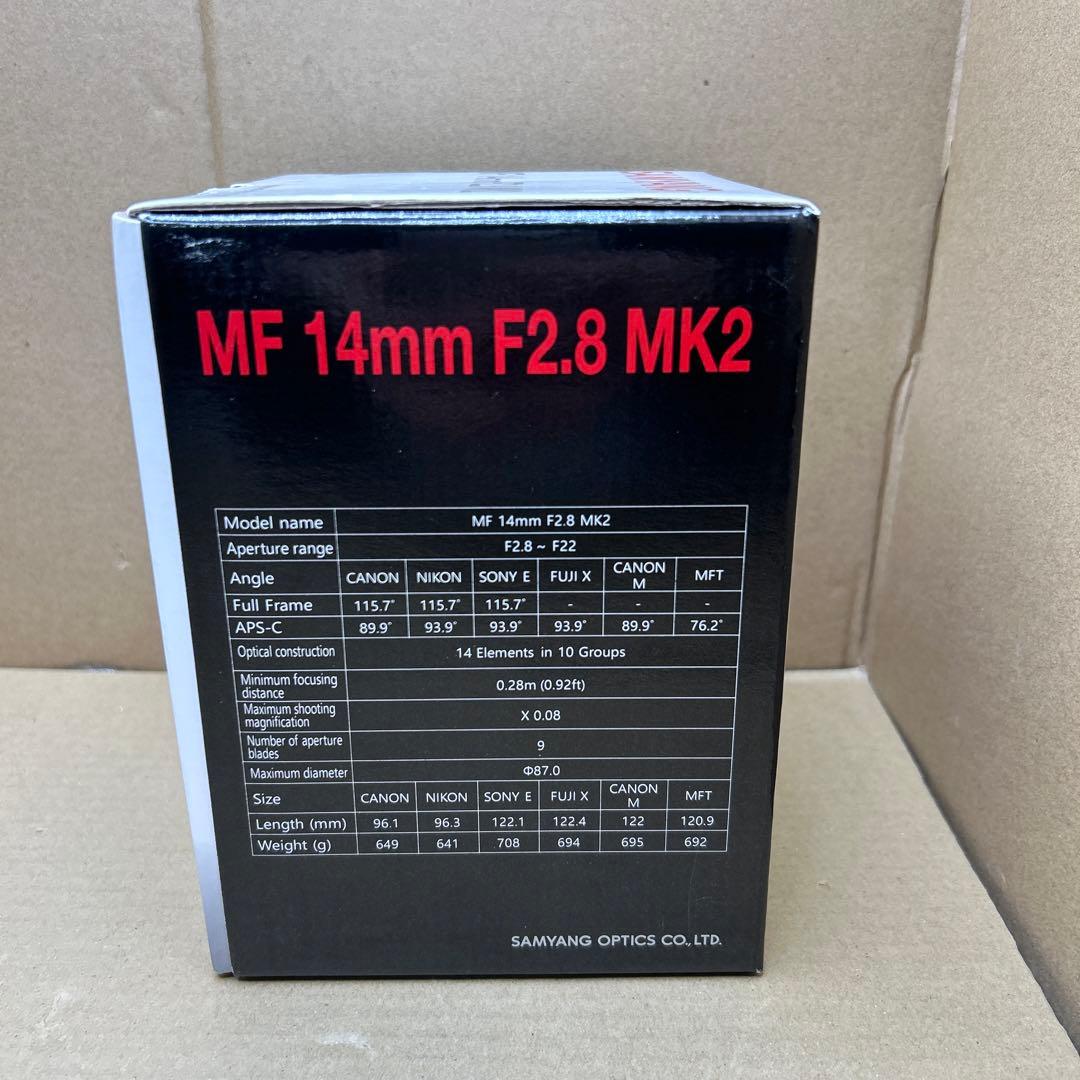 MF 14mm F2.8 MK2
Model name MF 14mm F2.8 MK2
Aperture range F2.8 ~ F22
Angle CANON NIKON SONY E FUJI X CANON M MFT
Full Frame 115.7˚ 115.7˚ 115.7˚ - - -
APS-C 89.9˚ 93.9˚ 93.9˚ 93.9˚ 89.9˚ 76.2˚
Optical construction 14 Elements in 10 Groups
Minimum focusing distance 0.28m (0.92ft)
Maximum shooting magnification X 0.08
Number of aperture blades 9
Maximum diameter Φ87.0
Size CANON NIKON SONY E FUJI X CANON M MFT
Length (mm) 96.1 96.3 122.1 122.4 122 120.9
Weight (g) 649 641 708 694 695 692
SAMYANG OPTICS CO., LTD.